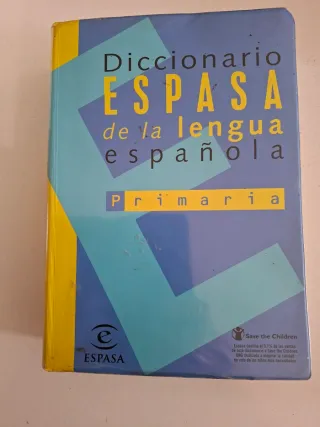 Diccionario
ESPASA
de la lengua
española
Primaria
e
ESPASA
Save the Children